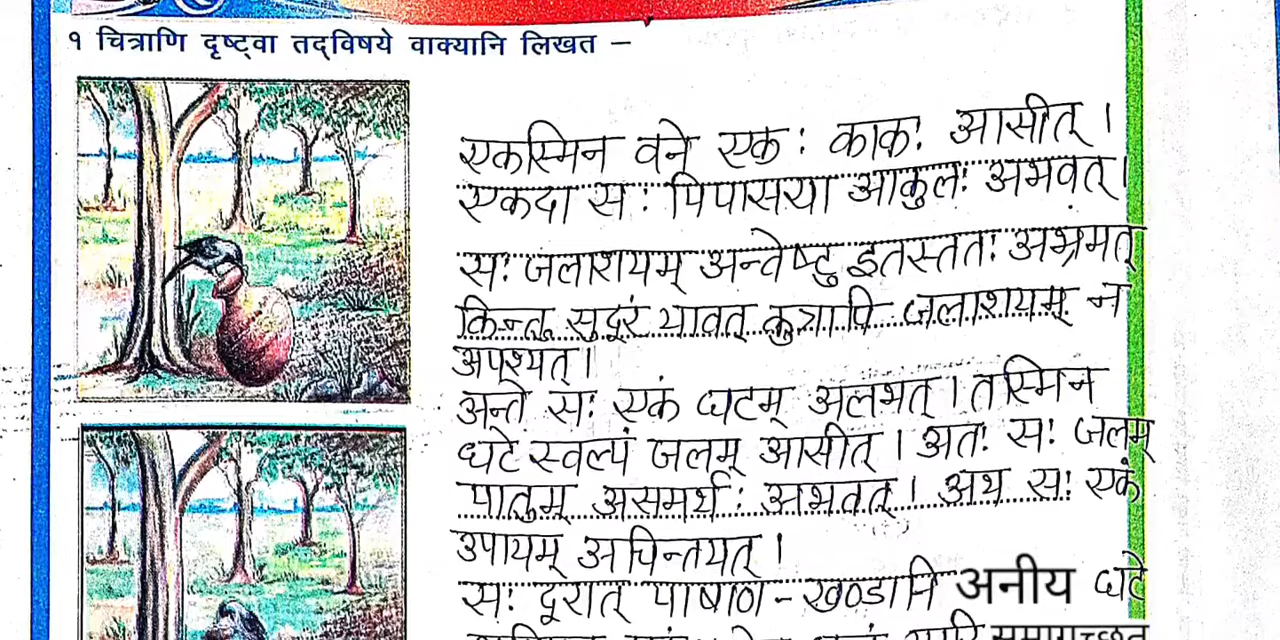 १ चित्राणि दृष्ट्वा तद्विषये वाक्यानि लिखत –
एकस्मिन वने एक: काक: आसीत् ।
एकदा स: पिपासया आकुल: अभवत् ।
स: जलाशयम् अन्वेष्टु इतस्तत: अभ्रमत्
किन्तु सुदूरं यावत् कुत्रापि जलाशयम् न
अपश्यत् ।
अन्ते स: एकं घटम् अलभत् । तस्मिन
घटे स्वल्पं जलम् आसीत् । अत: स: जलम्
पातुम् असमर्थ: अभवत् । अथ स: एकं
उपायम् अचिन्तयत् ।
स: दूरात् पाषाण-खण्डानि अनीय घटे